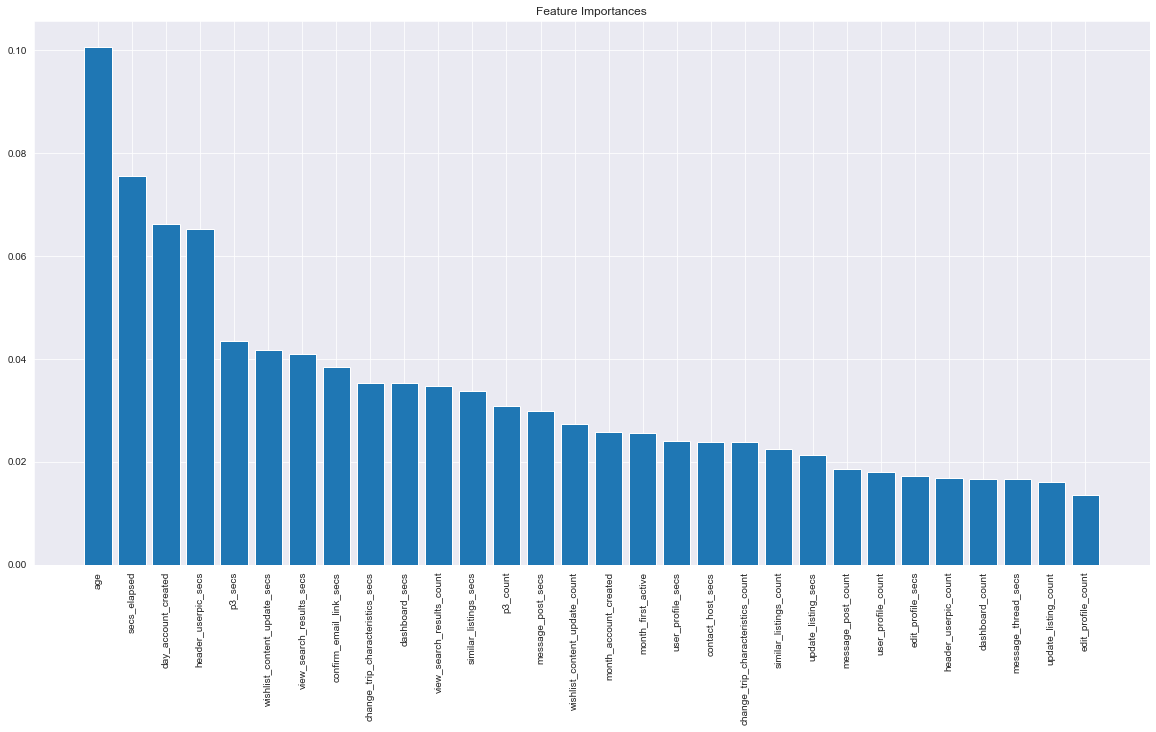 Feature Importances
0.10
0.08
0.06
0.04
0.02
0.00
age
secs_elapsed
day_account_created
header_userpic_secs
p3_secs
wishlist_content_update_secs
view_search_results_secs
confirm_email_link_secs
change_trip_characteristics_secs
dashboard_secs
view_search_results_count
similar_listings_secs
p3_count
message_post_secs
wishlist_content_update_count
month_account_created
month_first_active
user_profile_secs
contact_host_secs
change_trip_characteristics_count
similar_listings_count
update_listing_secs
message_post_count
user_profile_count
edit_profile_secs
header_userpic_count
dashboard_count
message_thread_secs
update_listing_count
edit_profile_count